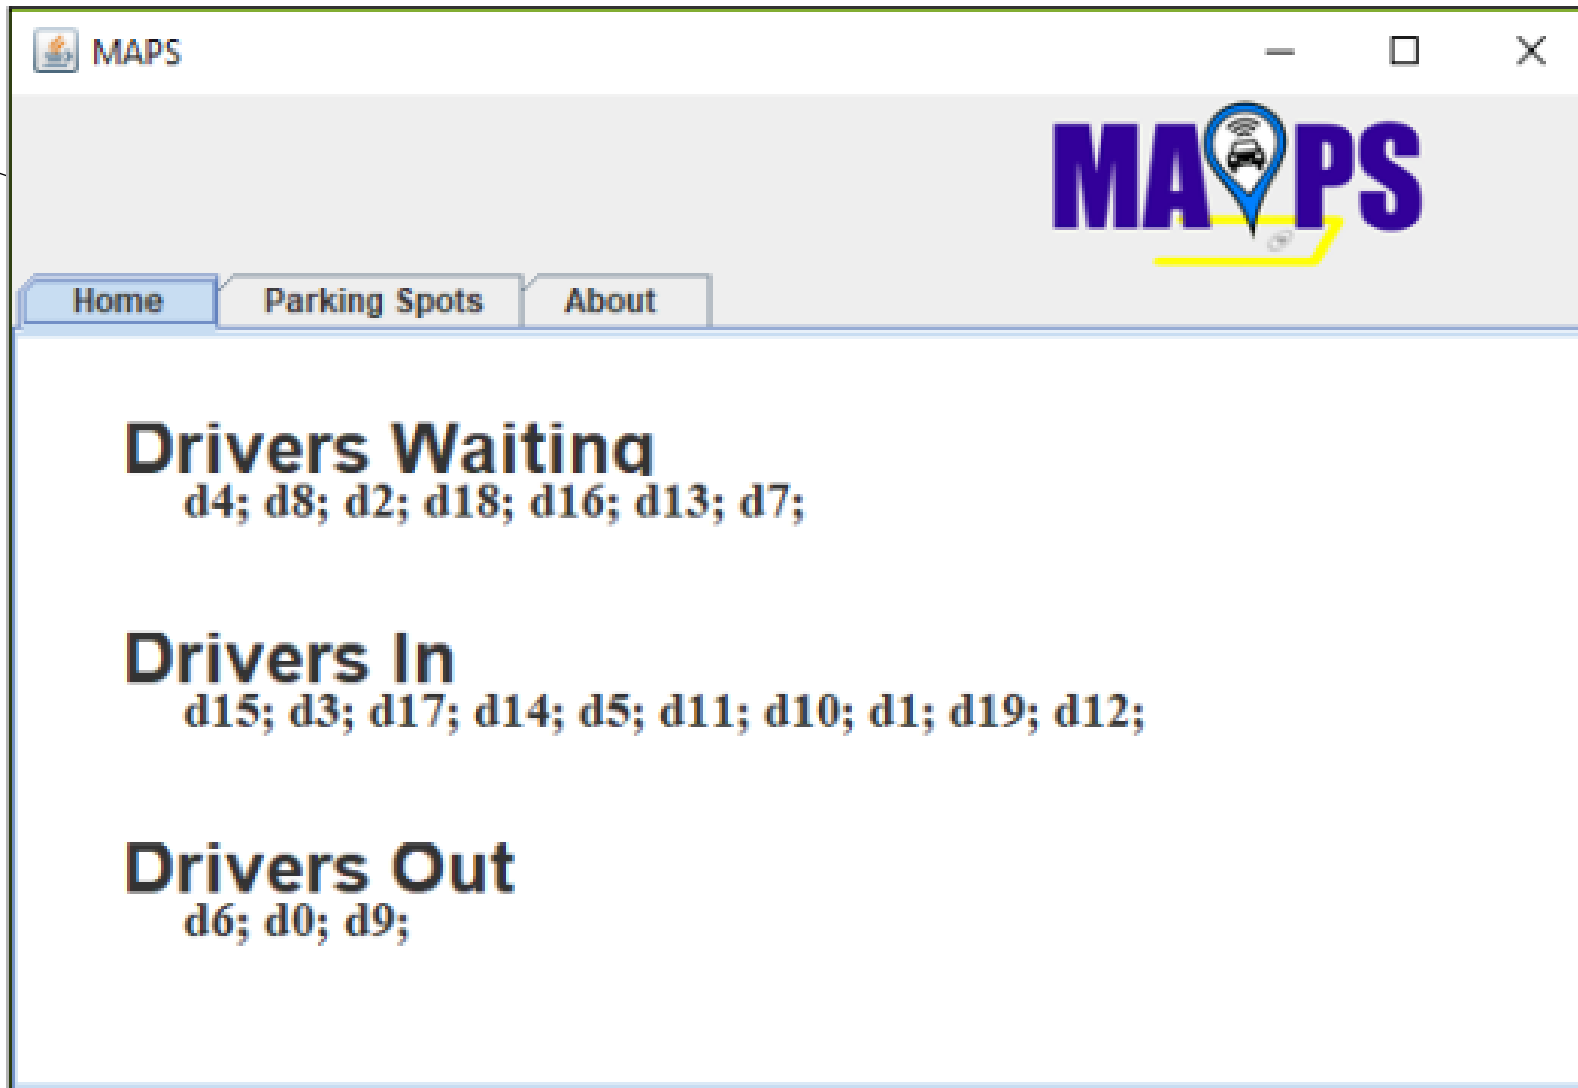 MAPS
MAPS
Home Parking Spots About
Drivers Waiting
d4; d8; d2; d18; d16; d13; d7;
Drivers In
d15; d3; d17; d14; d5; d11; d10; d1; d19; d12;
Drivers Out
d6; d0; d9;